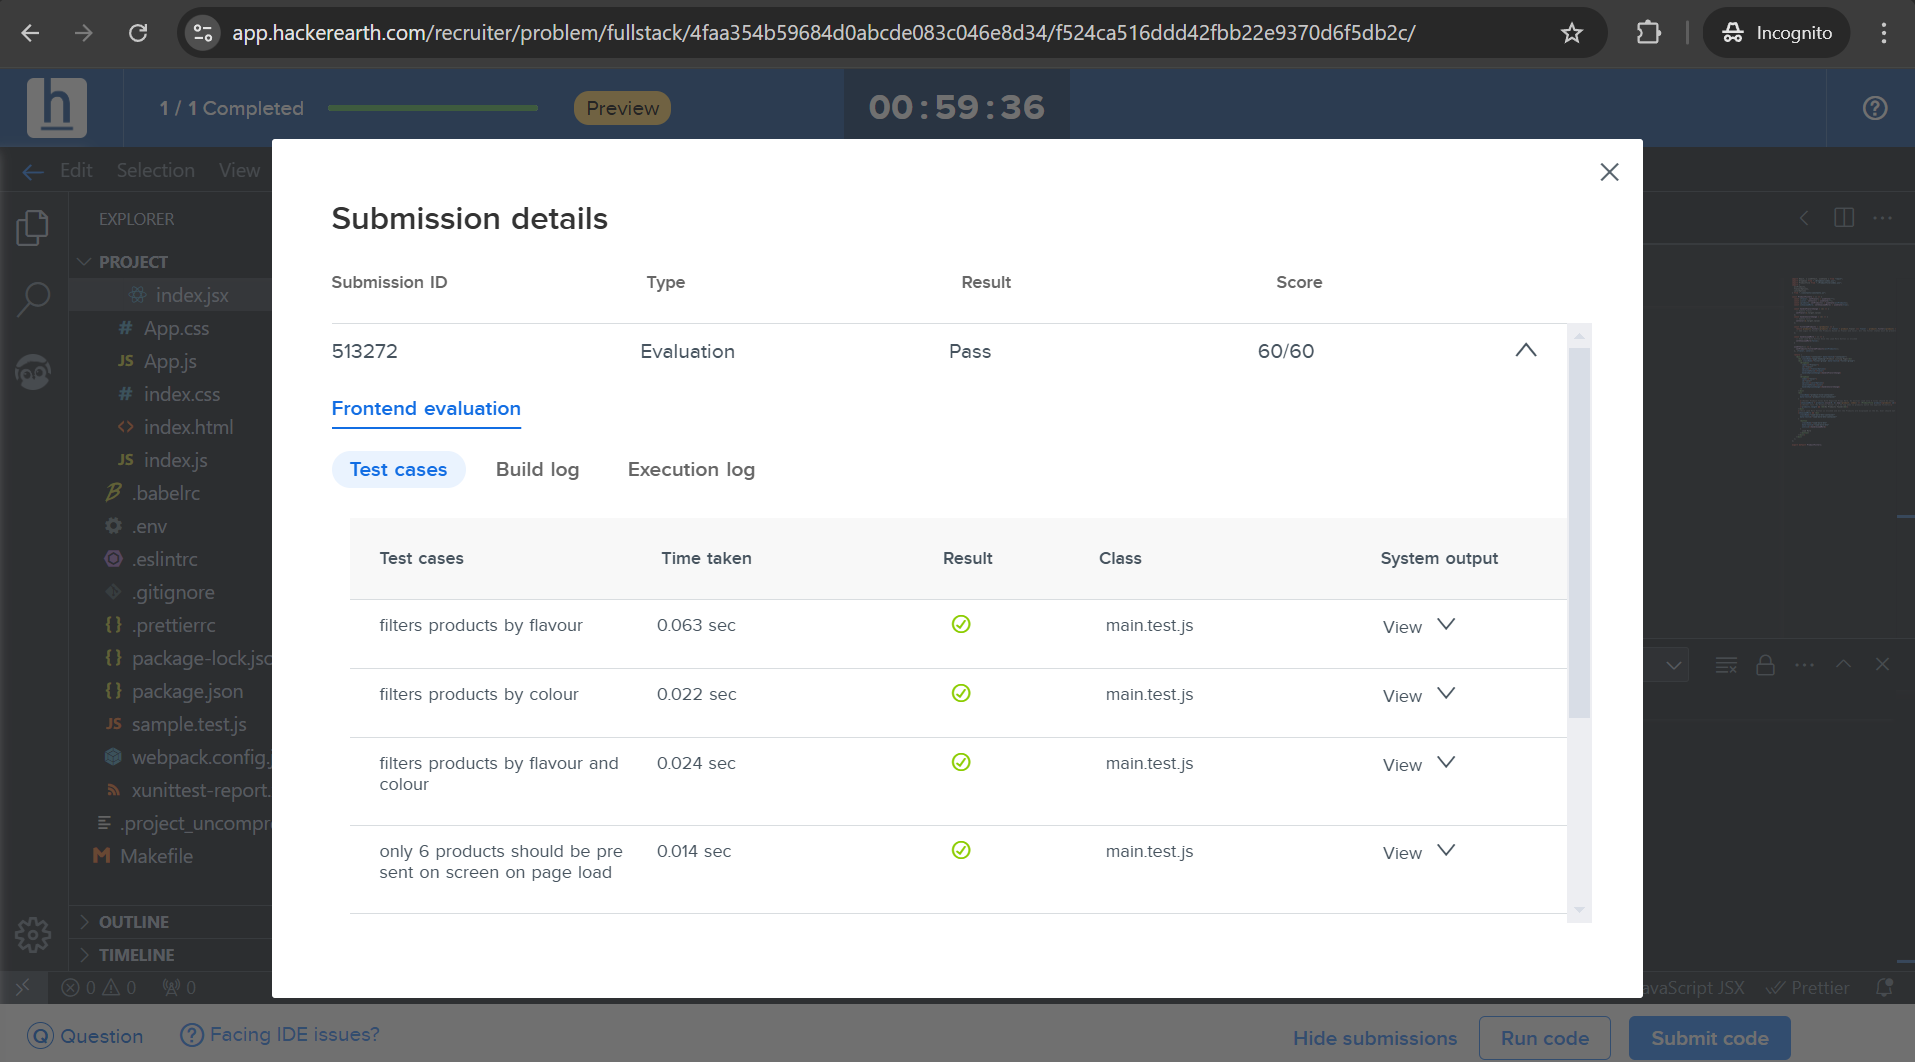 app.hackerearth.com/recruiter/problem/fullstack/4faa354b59684d0abcde083c046e8d34/f524ca516ddd42fbb22e9370d6f5db2c/
Incognito
h
1 / 1 Completed
Preview
00:59:36
Edit Selection View
EXPLORER
PROJECT
index.jsx
# App.css
JS App.js
# index.css
<> index.html
JS index.js
.babelrc
.env
.eslintrc
.gitignore
{} .prettierrc
{} package-lock.jsc
{} package.json
JS sample.test.js
webpack.config.
xunittest-report.
.project_uncompr
M Makefile
OUTLINE
TIMELINE
0 0 0
Submission details
Submission ID Type Result Score
513272 Evaluation Pass 60/60
Frontend evaluation
Test cases Build log Execution log
Test cases Time taken Result Class System output
filters products by flavour 0.063 sec main.test.js View
filters products by colour 0.022 sec main.test.js View
filters products by flavour and 0.024 sec main.test.js View
colour
only 6 products should be pre 0.014 sec main.test.js View
sent on screen on page load
avaScript JSX Prettier
Q Question ? Facing IDE issues?
Hide submissions Run code Submit code